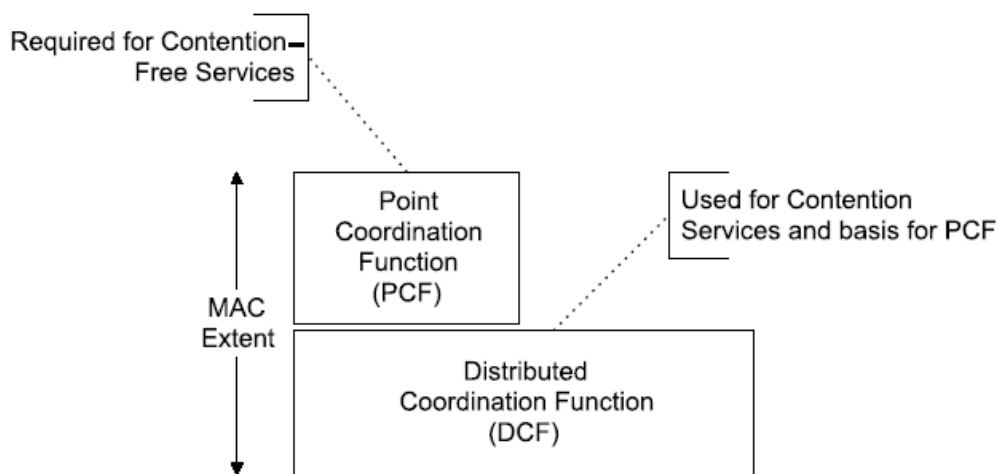 Required for Contention–
Free Services
Point
Coordination
Function
(PCF)
Used for Contention
Services and basis for PCF
MAC
Extent
Distributed
Coordination Function
(DCF)